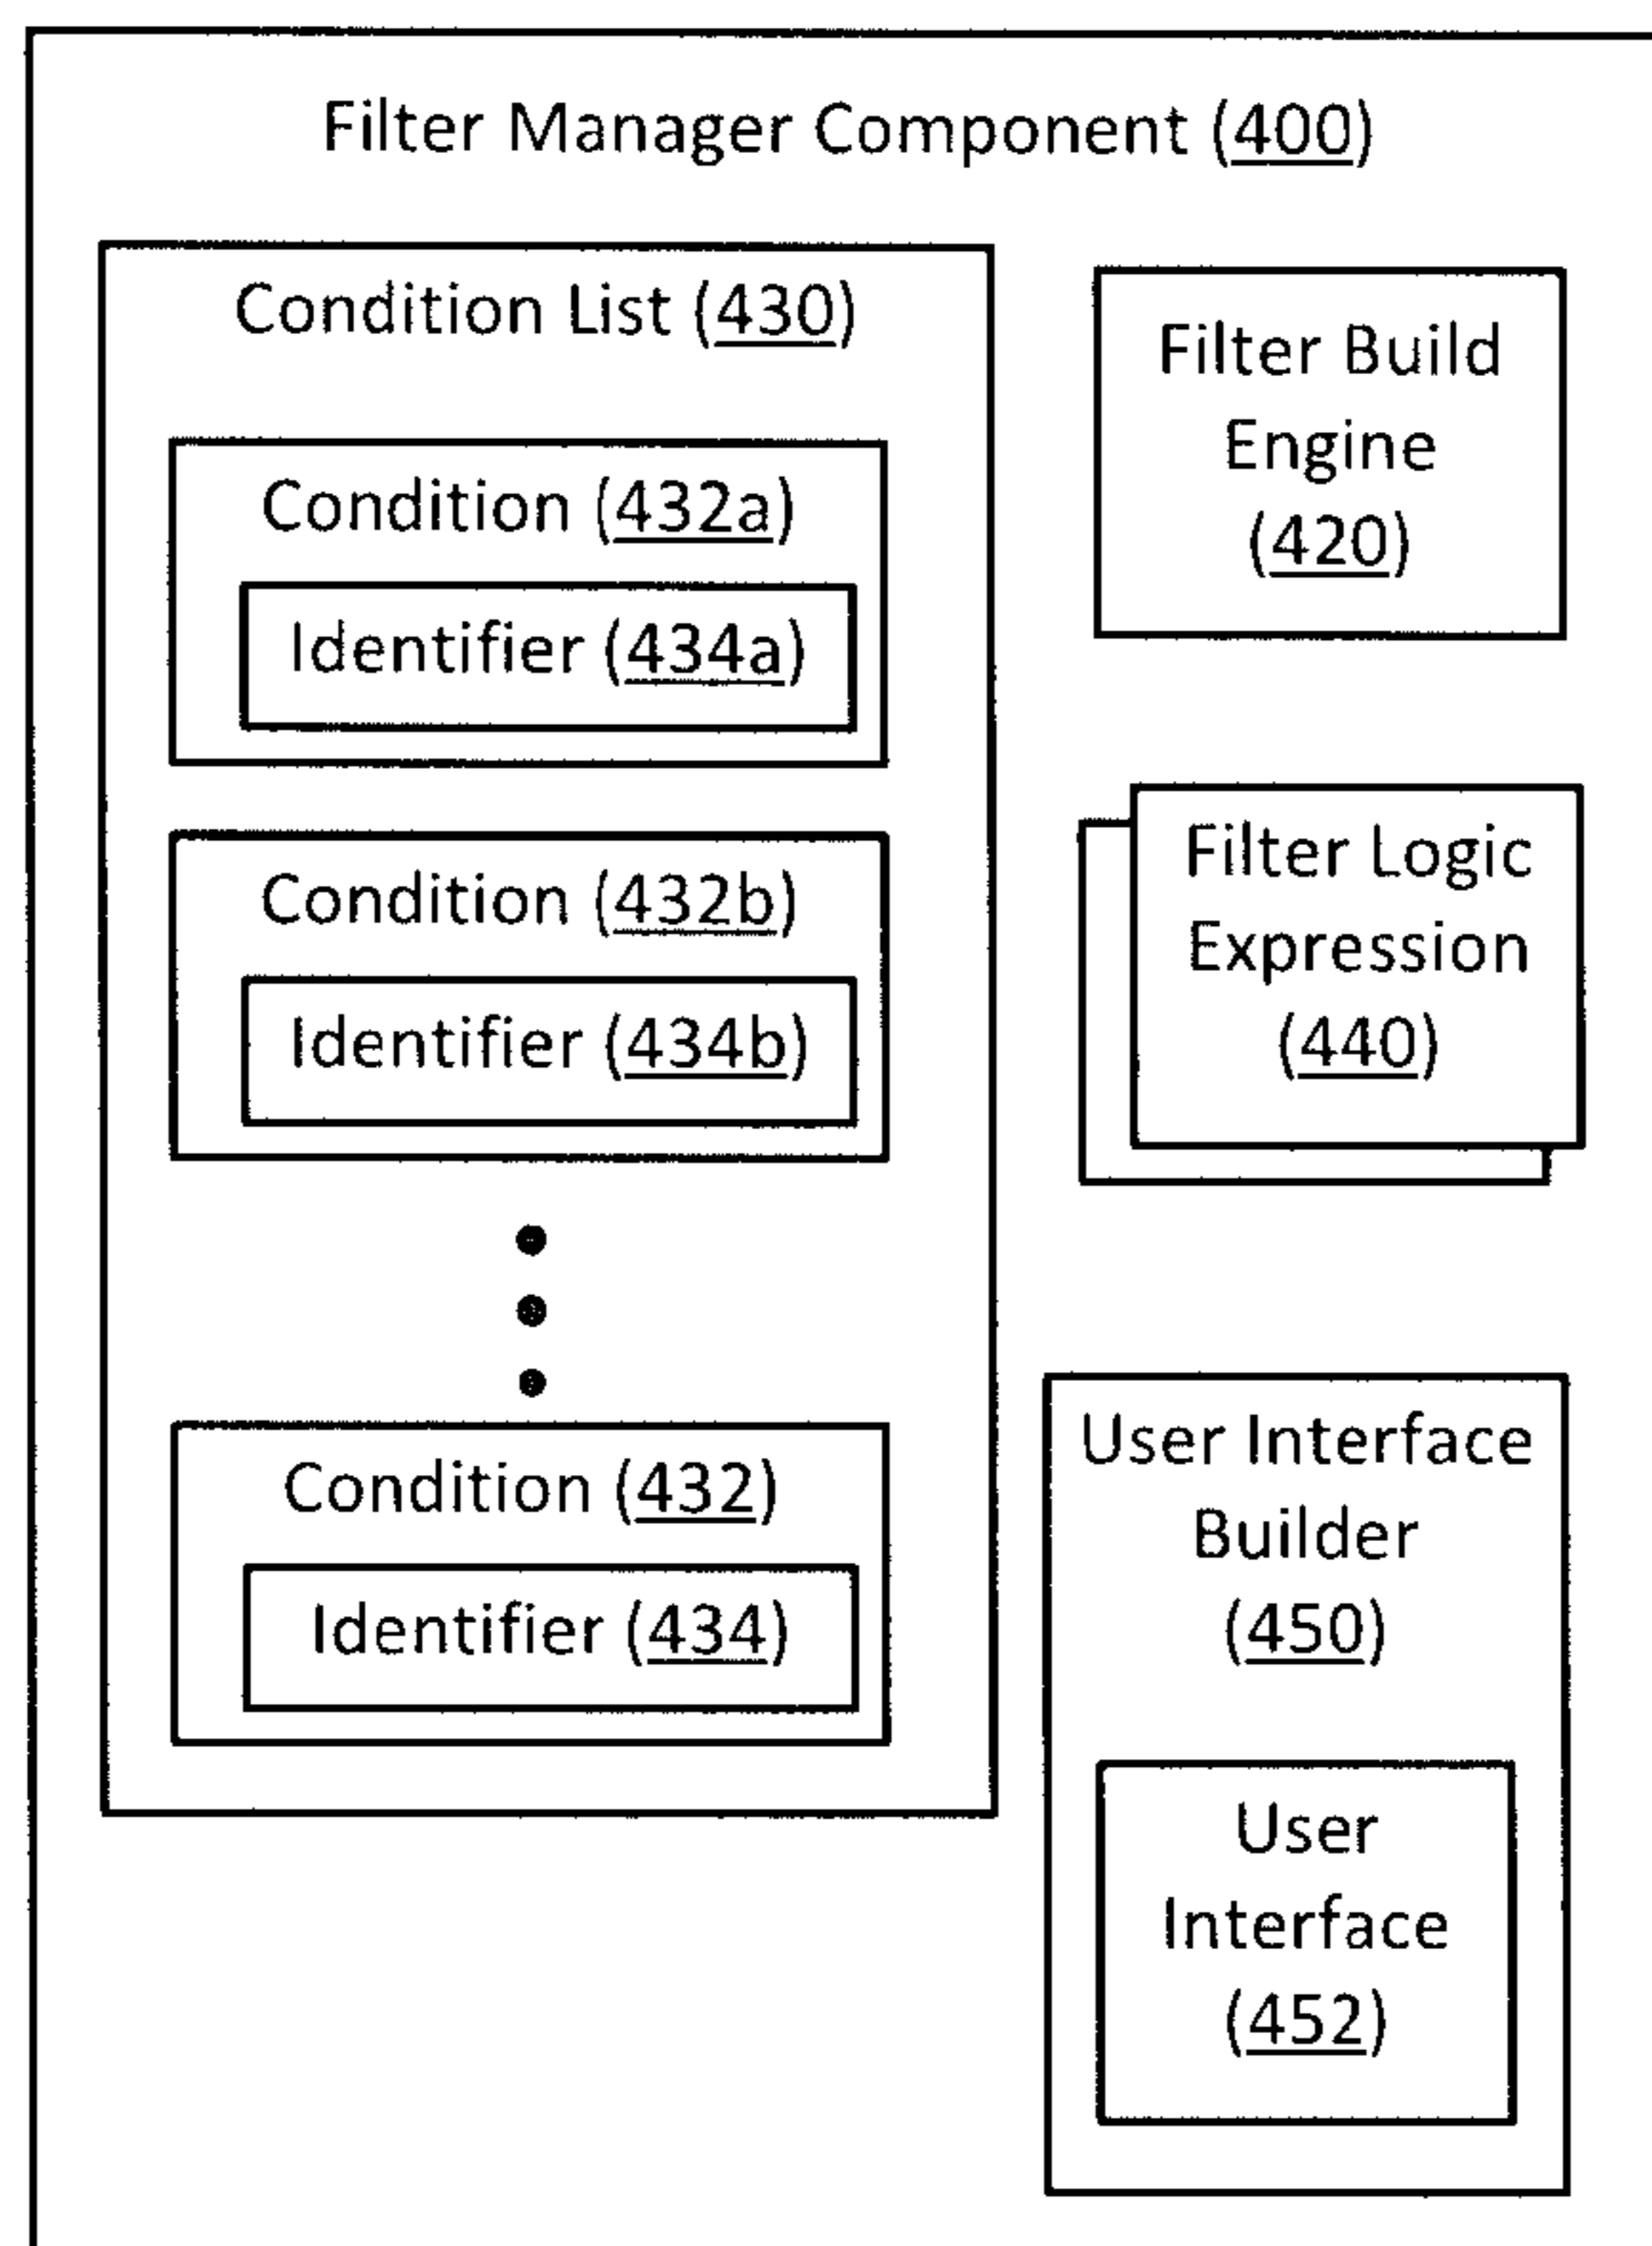 Filter Manager Component (400)
Condition List (430)
Condition (432a)
Identifier (434a)
Condition (432b)
Identifier (434b)
Condition (432)
Identifier (434)
Filter Build
Engine
(420)
Filter Logic
Expression
(440)
User Interface
Builder
(450)
User
Interface
(452)